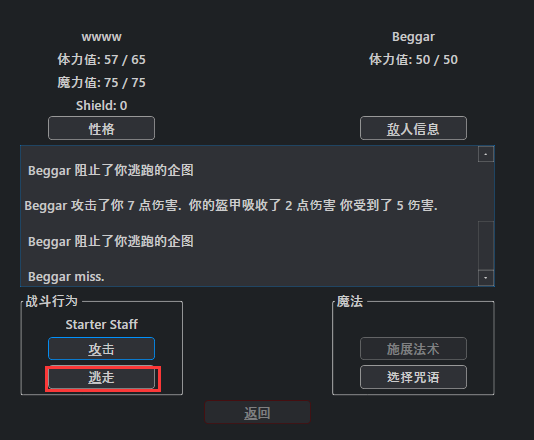 wwww
Beggar
体力值: 57 / 65
体力值: 50 / 50
魔力值: 75 / 75
Shield: 0
性格
敌人信息
Beggar 阻止了你逃跑的企图
Beggar 攻击了你 7 点伤害. 你的盔甲吸收了 2 点伤害 你受到了 5 伤害.
Beggar 阻止了你逃跑的企图
Beggar miss.
战斗行为
魔法
Starter Staff
攻击
施展法术
逃走
选择咒语
返回